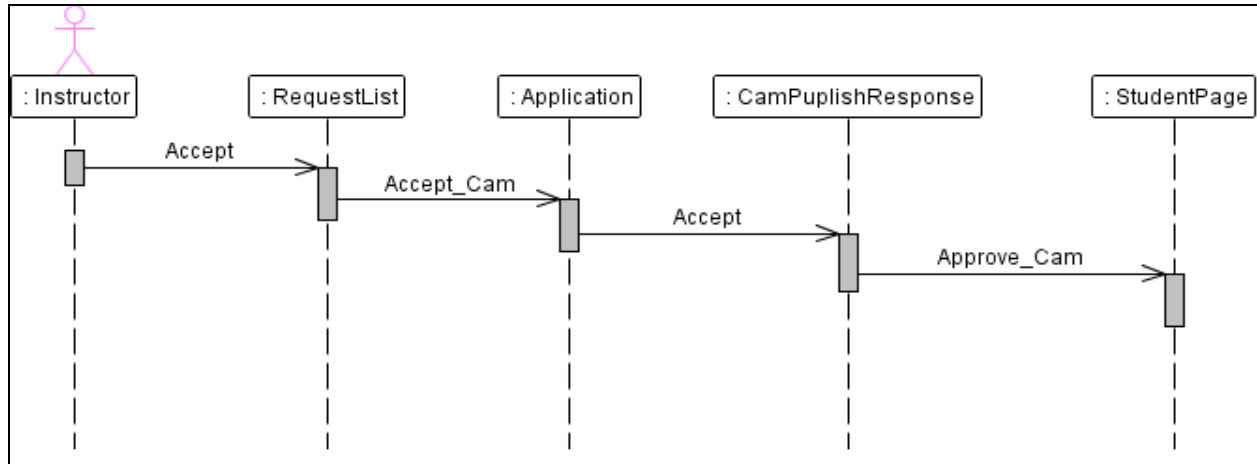 : Instructor
: RequestList
: Application
: CamPuplishResponse
: StudentPage
Accept
Accept_Cam
Accept
Approve_Cam